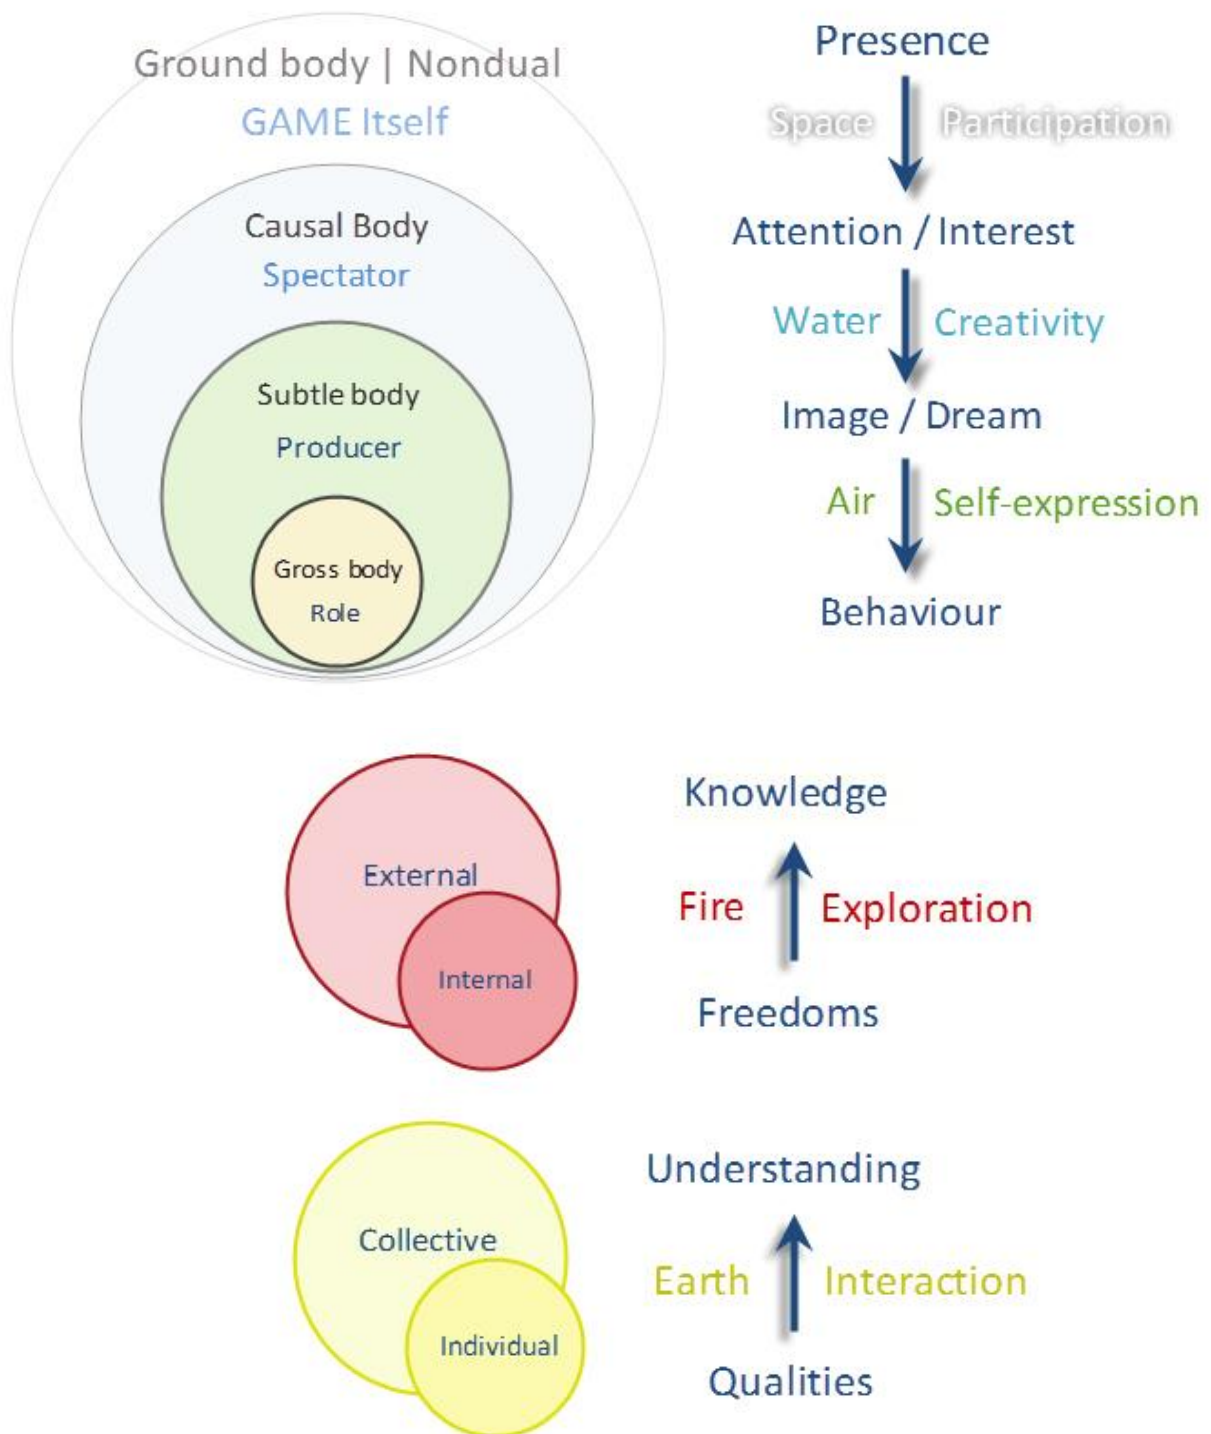 Ground body | Nondual
GAME Itself
Causal Body
Spectator
Subtle body
Producer
Gross body
Role
Presence
Space Participation
Attention / Interest
Water Creativity
Image / Dream
Air Self-expression
Behaviour
External
Internal
Knowledge
Fire Exploration
Freedoms
Collective
Individual
Understanding
Earth Interaction
Qualities